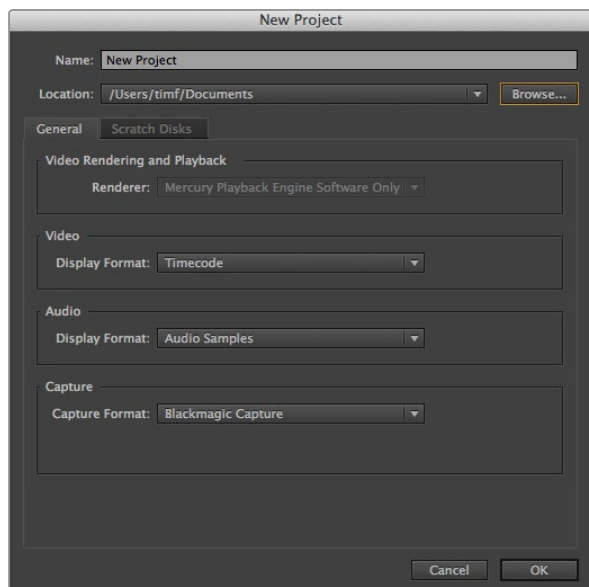 New Project
Name: New Project
Location: /Users/timf/Documents Browse...
General Scratch Disks
Video Rendering and Playback
Renderer: Mercury Playback Engine Software Only
Video
Display Format: Timecode
Audio
Display Format: Audio Samples
Capture
Capture Format: Blackmagic Capture
Cancel OK